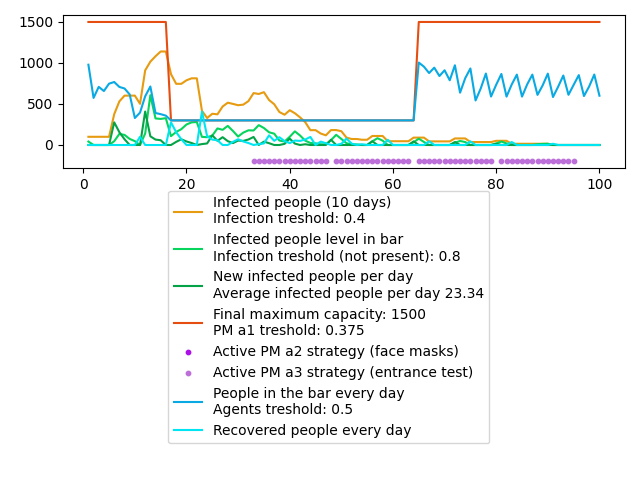 1500
1000
500
0
0
20
40
60
80
100
Infected people (10 days)
Infection treshold: 0.4
Infected people level in bar
Infection treshold (not present): 0.8
New infected people per day
Average infected people per day 23.34
Final maximum capacity: 1500
PM a1 treshold: 0.375
Active PM a2 strategy (face masks)
Active PM a3 strategy (entrance test)
People in the bar every day
Agents treshold: 0.5
Recovered people every day